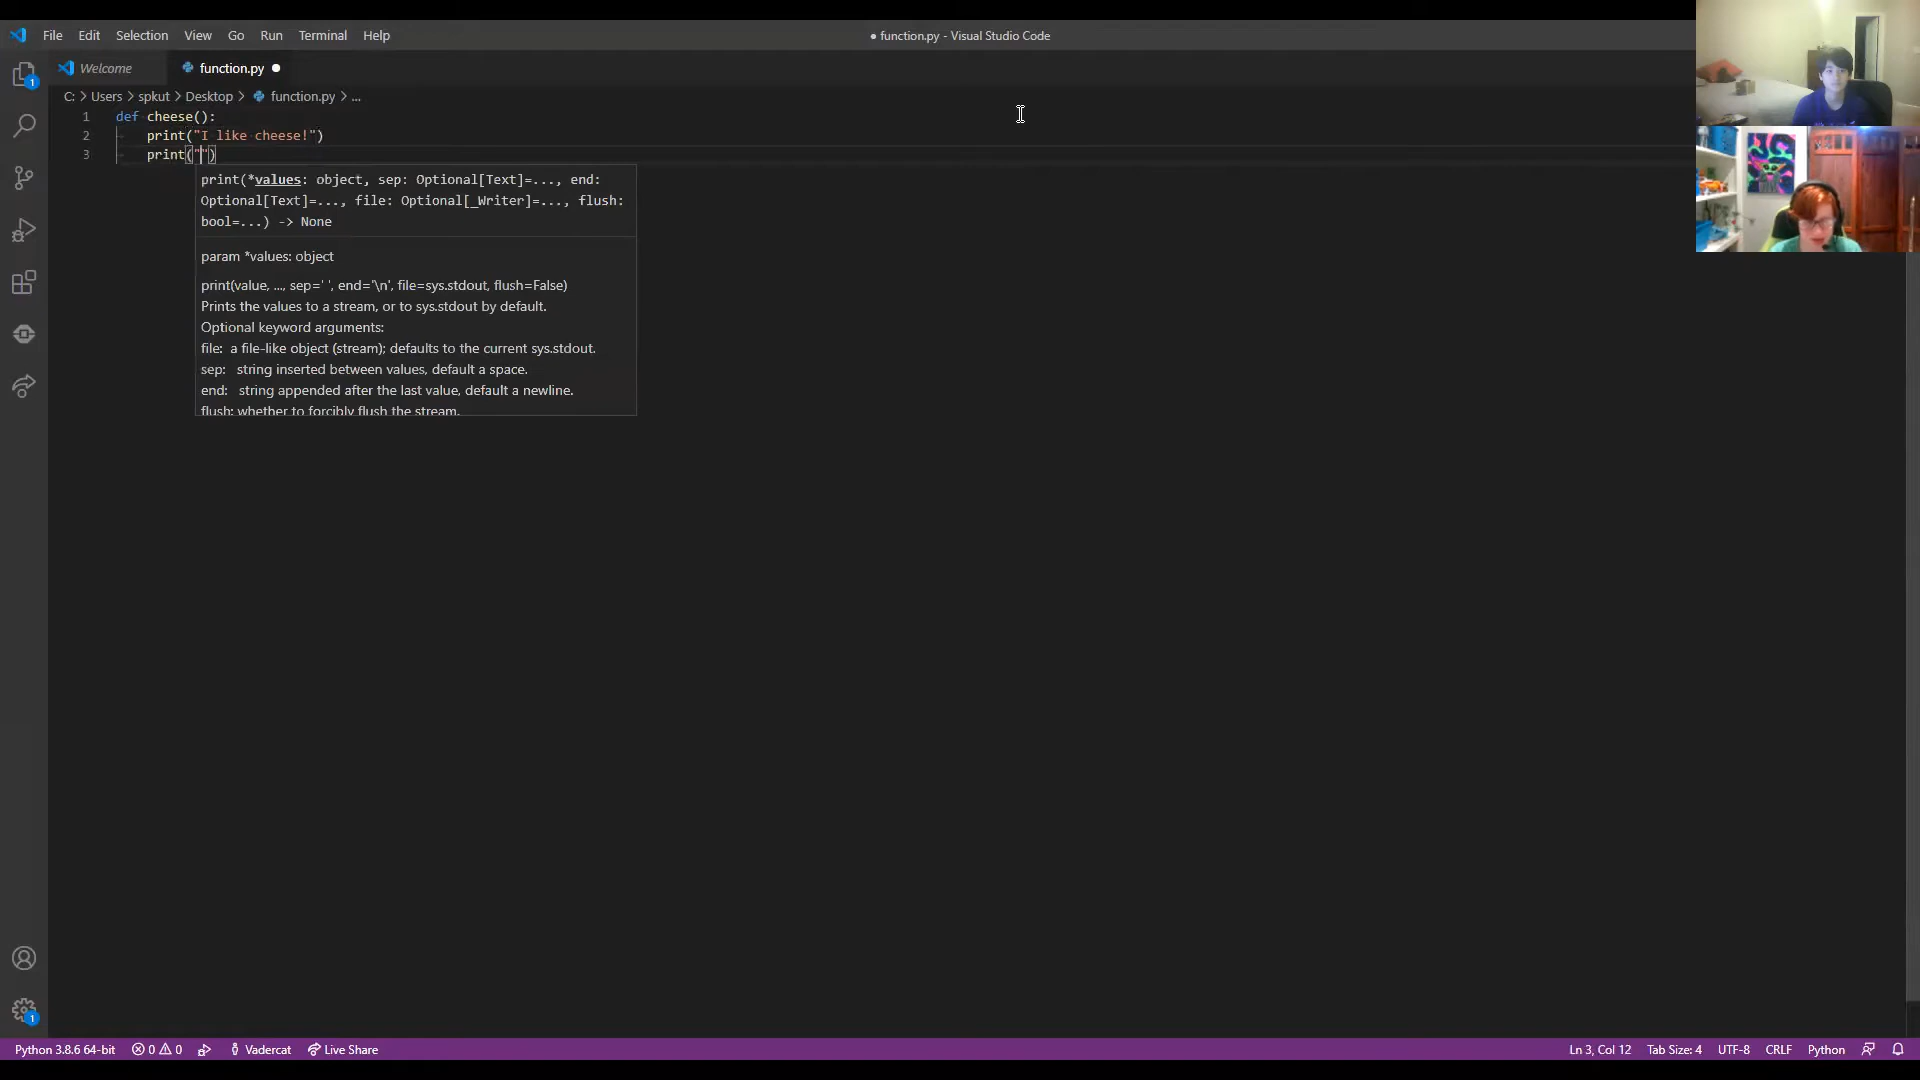 File Edit Selection View Go Run Terminal Help
● function.py - Visual Studio Code
Welcome function.py ●
C: > Users > spkut > Desktop > function.py > ...
1 def cheese():
2 print("I like cheese!")
3 print("")
print(*values: object, sep: Optional[Text]=..., end:
Optional[Text]=..., file: Optional[_Writer]=..., flush:
bool=...) -> None
param *values: object
print(value, ..., sep=' ', end='\n', file=sys.stdout, flush=False)
Prints the values to a stream, or to sys.stdout by default.
Optional keyword arguments:
file: a file-like object (stream); defaults to the current sys.stdout.
sep: string inserted between values, default a space.
end: string appended after the last value, default a newline.
flush: whether to forcibly flush the stream.
1
1
Python 3.8.6 64-bit 0 0 Vadercat Live Share Ln 3, Col 12 Tab Size: 4 UTF-8 CRLF Python